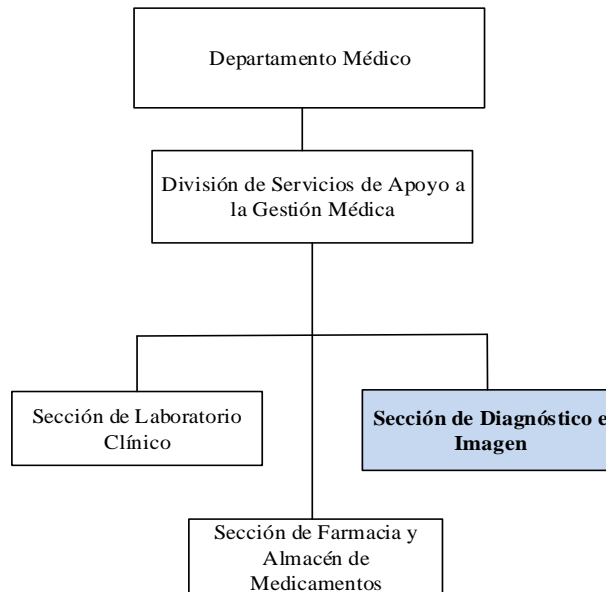 Departamento Médico
División de Servicios de Apoyo a
la Gestión Médica
Sección de Laboratorio
Clínico
Sección de Diagnóstico e
Imagen
Sección de Farmacia y
Almacén de
Medicamentos